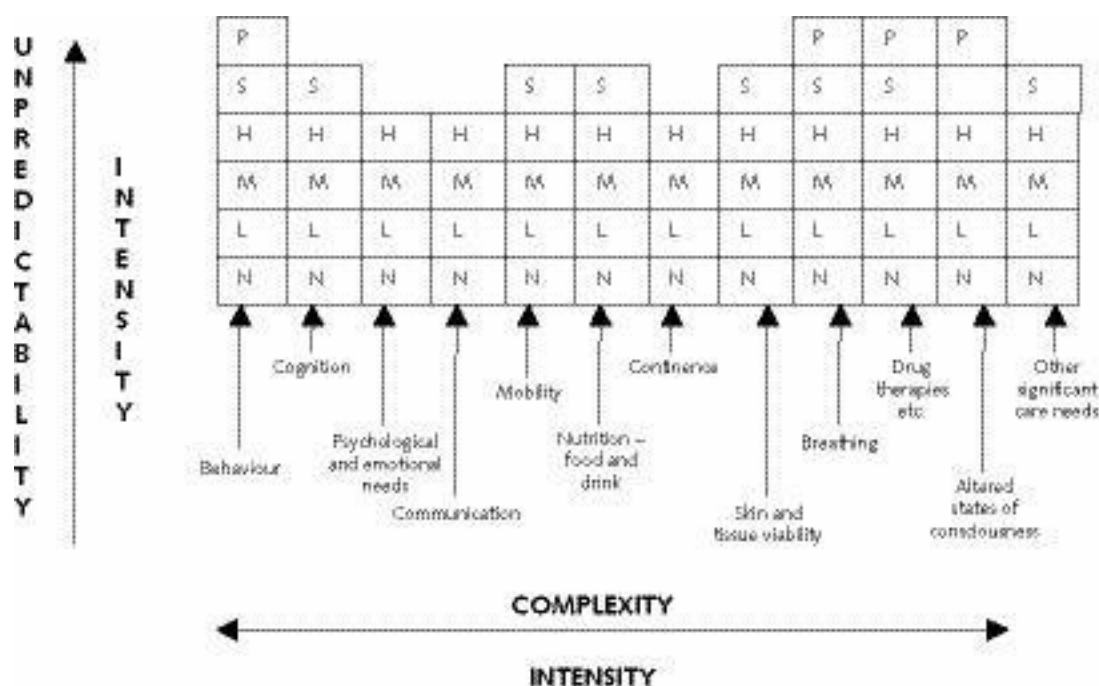 UNPREDICTABILITY
INTENSITY
P P P P
S S S S S S S S
H H H H H H H H H H H H
M M M M M M M M M M M M
L L L L L L L L L L L L
N N N N N N N N N N N N
Behaviour
Cognition
Psychological
and emotional
needs
Communication
Mobility
Nutrition –
food and
drink
Continence
Skin and
tissue viability
Breathing
Drug
therapies
etc
Altered
states of
consciousness
Other
significant
care needs
COMPLEXITY
INTENSITY